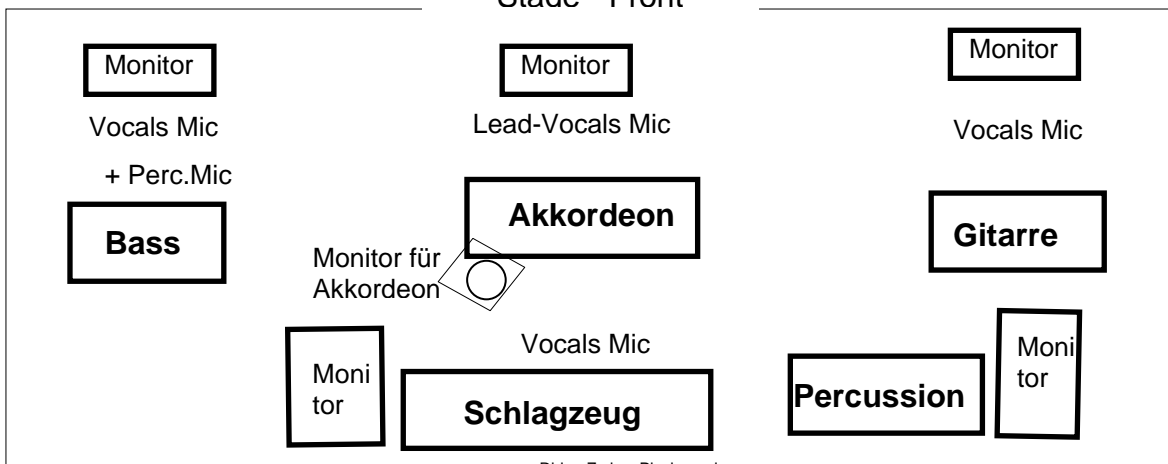 Monitor
Monitor
Monitor
Vocals Mic
Lead-Vocals Mic
Vocals Mic
+ Perc.Mic
Bass
Akkordeon
Gitarre
Monitor für
Akkordeon
Vocals Mic
Moni
tor
Schlagzeug
Percussion
Moni
tor